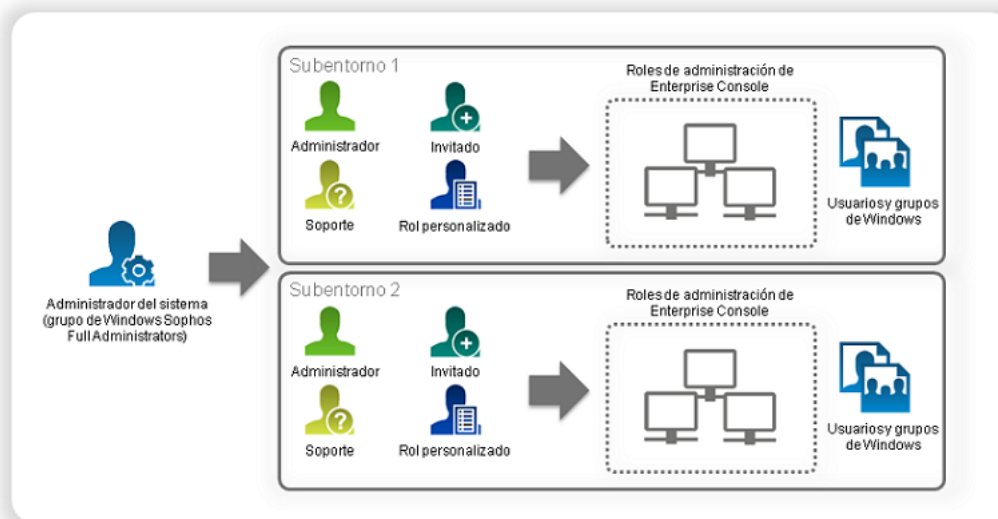 Subentorno 1
Roles de administración de
Enterprise Console
Administrador
Invitado
Soporte
Rol personalizado
Usuarios y grupos
de Windows
Administrador del sistema
(grupo de Windows Sophos
Full Administrators)
Subentorno 2
Roles de administración de
Enterprise Console
Administrador
Invitado
Soporte
Rol personalizado
Usuarios y grupos
de Windows